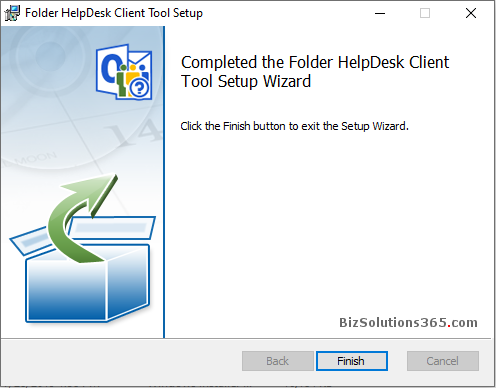 Folder HelpDesk Client Tool Setup
Completed the Folder HelpDesk Client
Tool Setup Wizard
Click the Finish button to exit the Setup Wizard.
14
BizSolutions365.com
Back
Finish
Cancel